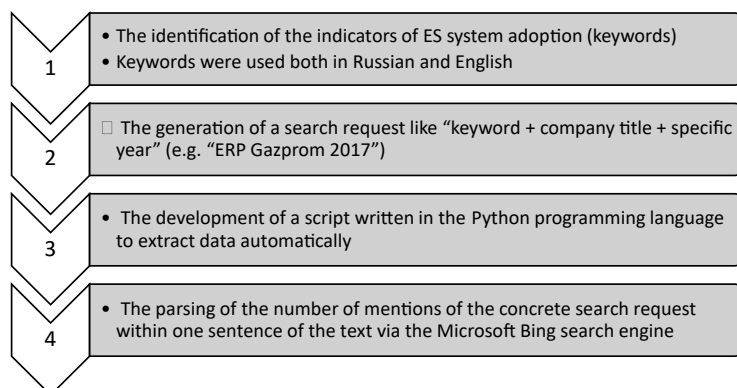 1
• The identification of the indicators of ES system adoption (keywords)
• Keywords were used both in Russian and English
2
□ The generation of a search request like “keyword + company title + specific
year” (e.g. “ERP Gazprom 2017”)
3
• The development of a script written in the Python programming language
to extract data automatically
4
• The parsing of the number of mentions of the concrete search request
within one sentence of the text via the Microsoft Bing search engine